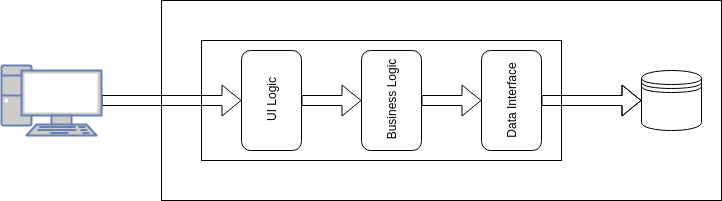 UI Logic
Business Logic
Data Interface